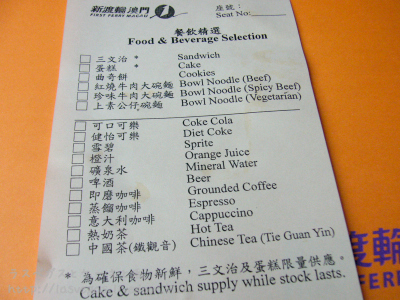 新渡輪澳門
FIRST FERRY MACAU
座號:
Seat No:
餐飲精選
Food & Beverage Selection
三文治 * Sandwich
蛋糕 * Cake
曲奇餅 Cookies
紅燒牛肉大碗麵 Bowl Noodle (Beef)
珍味牛肉大碗麵 Bowl Noodle (Spicy Beef)
上素公仔碗麵 Bowl Noodle (Vegetarian)
可口可樂 Coke Cola
健怡可樂 Diet Coke
雪碧 Sprite
橙汁 Orange Juice
礦泉水 Mineral Water
啤酒 Beer
即磨咖啡 Grounded Coffee
蒸餾咖啡 Espresso
意大利咖啡 Cappuccino
熱奶茶 Hot Tea
中國茶(鐵觀音) Chinese Tea (Tie Guan Yin)
* 為確保食物新鮮,三文治及蛋糕限量供應。
Cake & sandwich supply while stock lasts.
渡輪
FERR